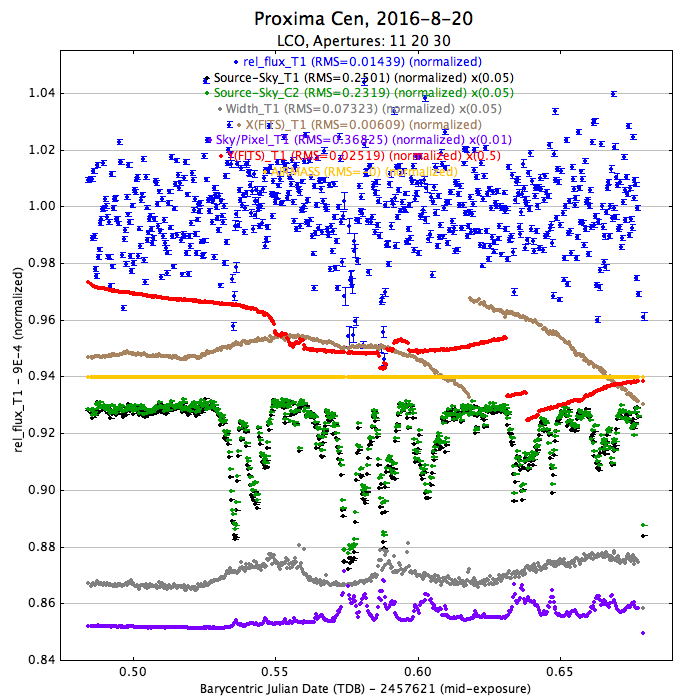 Proxima Cen, 2016-8-20
LCO, Apertures: 11 20 30
rel_flux_T1 (RMS=0.01439) (normalized)
Source-Sky_T1 (RMS=0.2501) (normalized) x(0.05)
Source-Sky_C2 (RMS=0.2319) (normalized) x(0.05)
Width_T1 (RMS=0.07323) (normalized) x(0.05)
X(FITS)_T1 (RMS=0.00609) (normalized)
Sky/Pixel_T1 (RMS=0.36825) (normalized) x(0.01)
Y(FITS)_T1 (RMS=0.02519) (normalized) x(0.5)
(normalized)
rel_flux_T1 - 9E-4 (normalized)
1.04
1.02
1.00
0.98
0.96
0.94
0.92
0.90
0.88
0.86
0.84
0.50
0.55
0.60
0.65
Barycentric Julian Date (TDB) - 2457621 (mid-exposure)